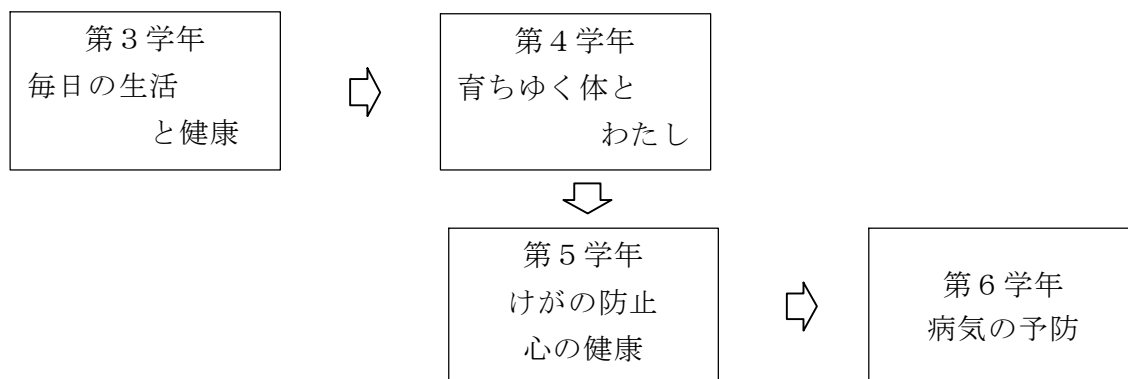 第３学年
毎日の生活
と健康
第４学年
育ちゆく体と
わたし
第５学年
けがの防止
心の健康
第６学年
病気の予防